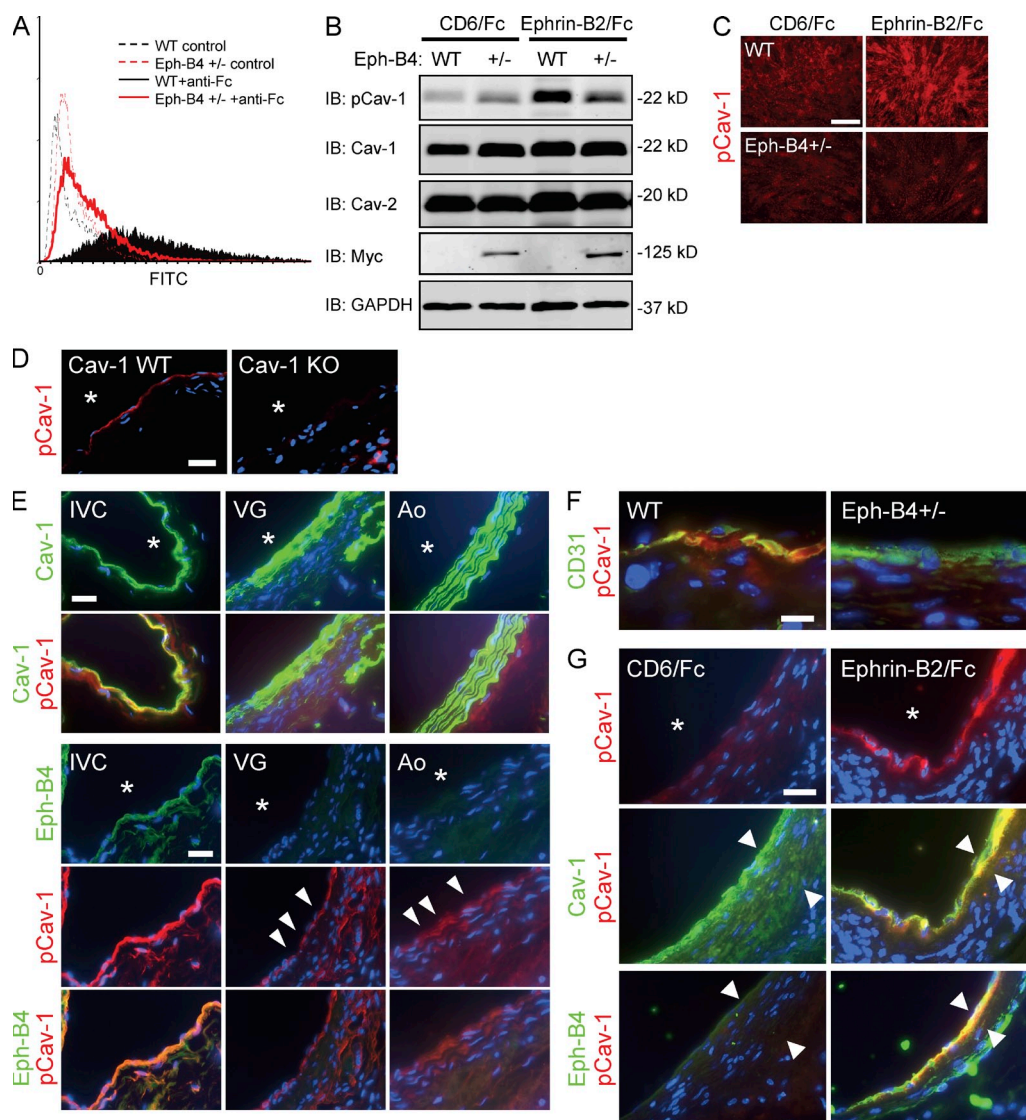 A
WT control
Eph-B4 +/- control
WT+anti-Fc
Eph-B4 +/- +anti-Fc
0
FITC
B
CD6/Fc Ephrin-B2/Fc
Eph-B4: WT +/- WT +/-
IB: pCav-1 -22 kD
IB: Cav-1 -22 kD
IB: Cav-2 -20 kD
IB: Myc -125 kD
IB: GAPDH -37 kD
C
CD6/Fc Ephrin-B2/Fc
pCav-1
WT
Eph-B4+/-
D
pCav-1
Cav-1 WT Cav-1 KO
* *
E
Cav-1
IVC VG Ao
* * *
Cav-1
pCav-1
Eph-B4
IVC VG Ao
* * *
pCav-1
Eph-B4
pCav-1
F
CD31
pCav-1
WT Eph-B4+/-
G
pCav-1
CD6/Fc Ephrin-B2/Fc
* *
Cav-1
pCav-1
Eph-B4
pCav-1